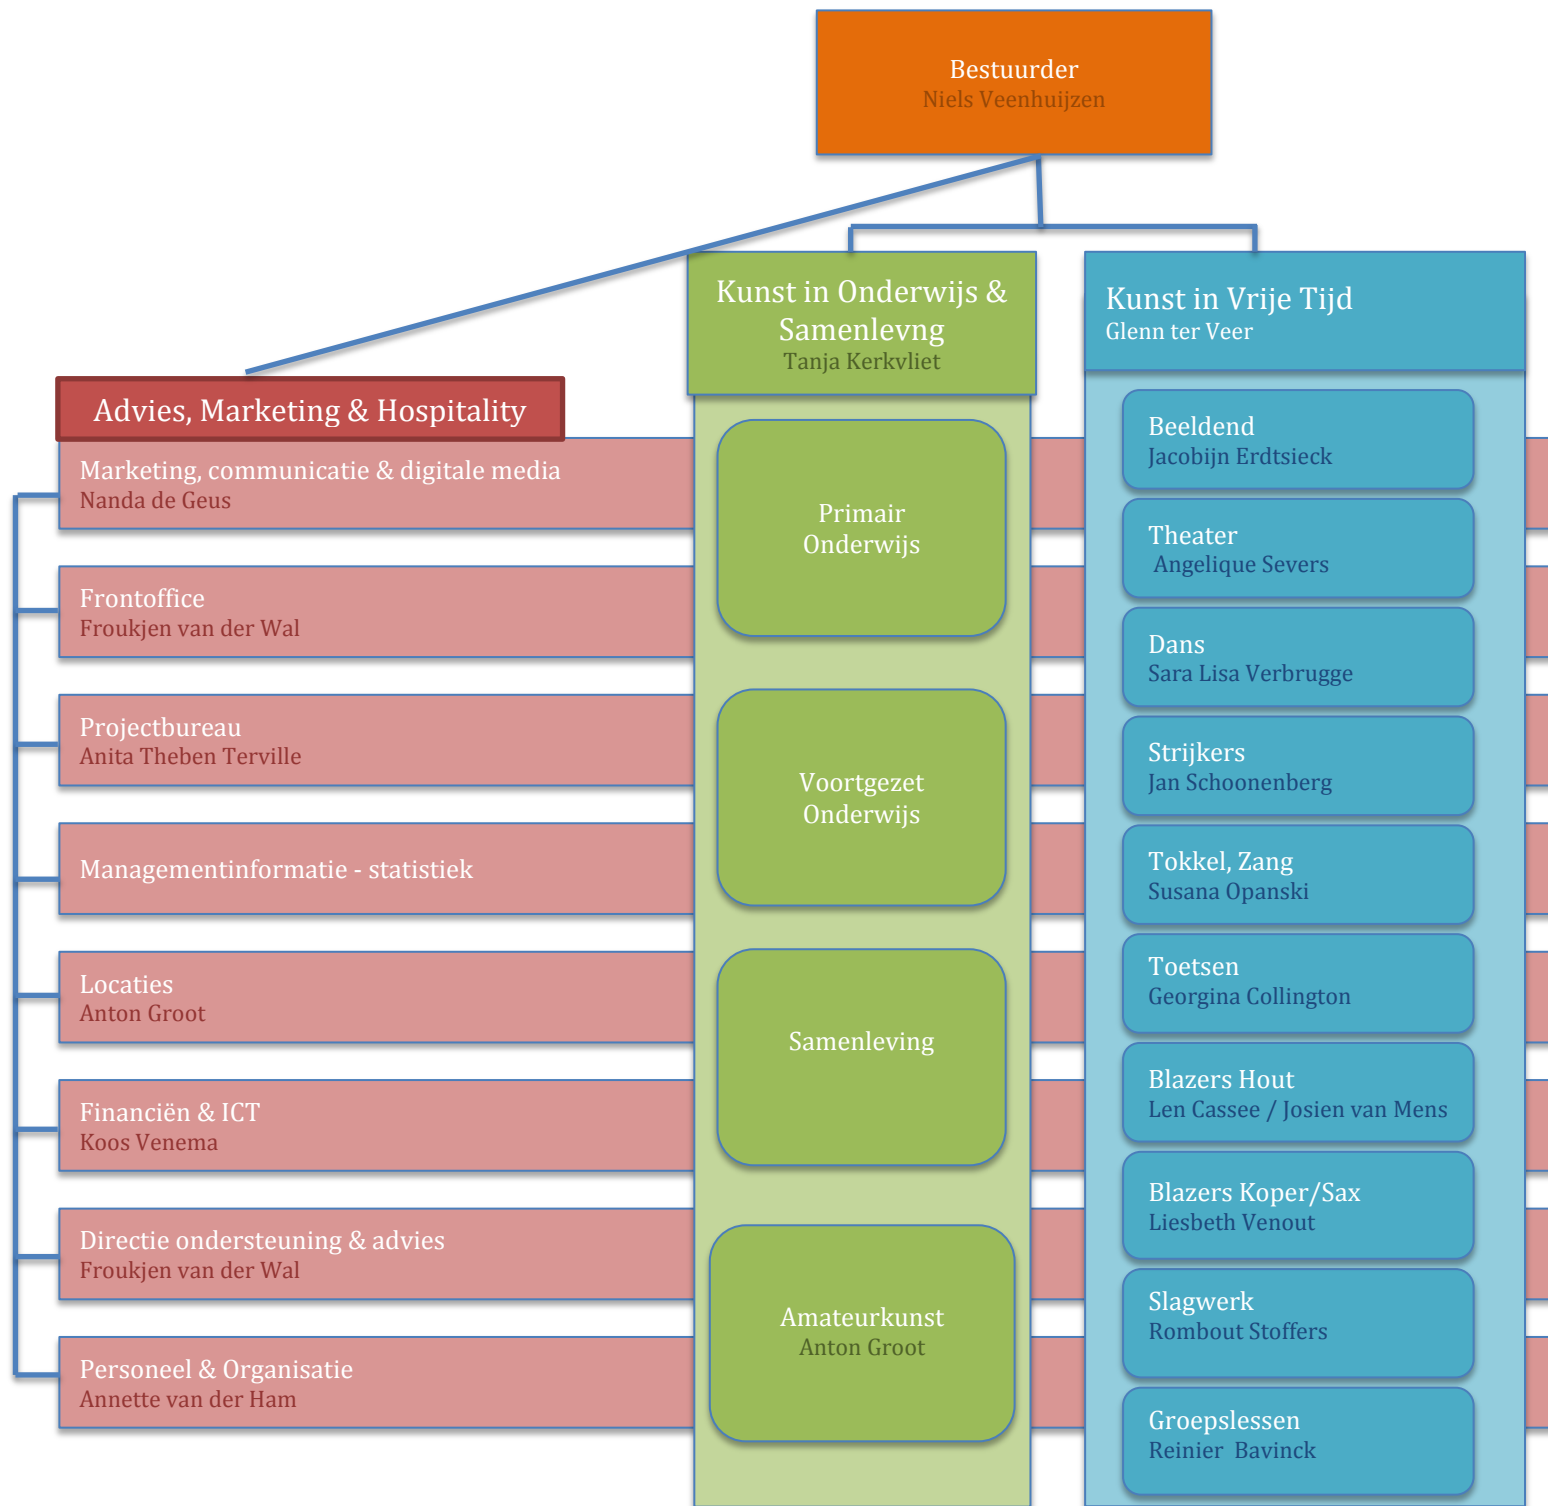 Bestuurder
Niels Veenhuijzen
Kunst in Onderwijs &
Samenlevng
Tanja Kerkvliet
Kunst in Vrije Tijd
Glenn ter Veer
Advies, Marketing & Hospitality
Marketing, communicatie & digitale media
Nanda de Geus
Frontoffice
Froukjen van der Wal
Projectbureau
Anita Theben Terville
Managementinformatie - statistiek
Locaties
Anton Groot
Financiën & ICT
Koos Venema
Directie ondersteuning & advies
Froukjen van der Wal
Personeel & Organisatie
Annette van der Ham
Primair
Onderwijs
Voortgezet
Onderwijs
Samenleving
Amateurkunst
Anton Groot
Beeldend
Jacobijn Erdtsieck
Theater
Angelique Severs
Dans
Sara Lisa Verbrugge
Strijkers
Jan Schoonenberg
Tokkel, Zang
Susana Opanski
Toetsen
Georgina Collington
Blazers Hout
Len Cassee / Josien van Mens
Blazers Koper/Sax
Liesbeth Venout
Slagwerk
Rombout Stoffers
Groepslessen
Reinier Bavinck